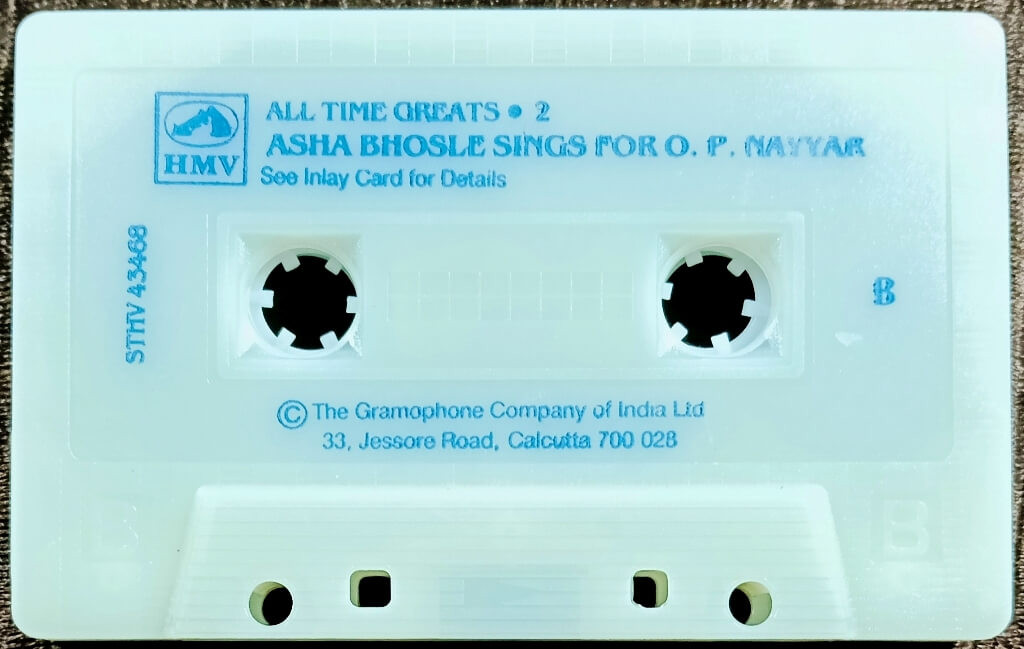 HMV
ALL TIME GREATS • 2
ASHA BHOSLE SINGS FOR O. P. NAYYAR
See Inlay Card for Details
STHV 43468
B
© The Gramophone Company of India Ltd
33, Jessore Road, Calcutta 700 028
B